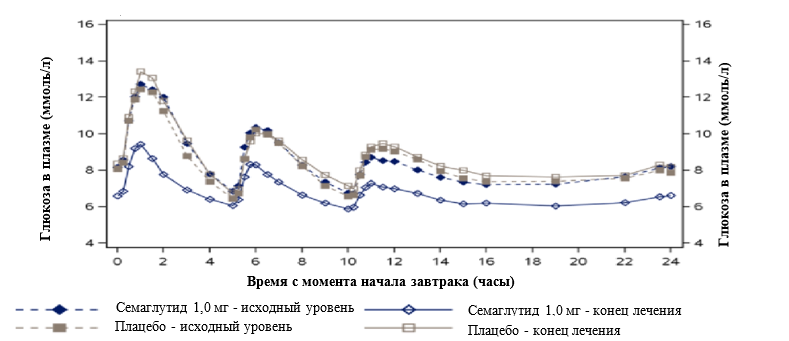 16 16
14 14
12 12
10 10
8 8
6 6
4 4
Глюкоза в плазме (ммоль/л)
Глюкоза в плазме (ммоль/л)
0 2 4 6 8 10 12 14 16 18 20 22 24
Время с момента начала завтрака (часы)
Семаглутид 1,0 мг - исходный уровень Семаглутид 1.0 мг - конец лечения
Плацебо - исходный уровень Плацебо - конец лечения